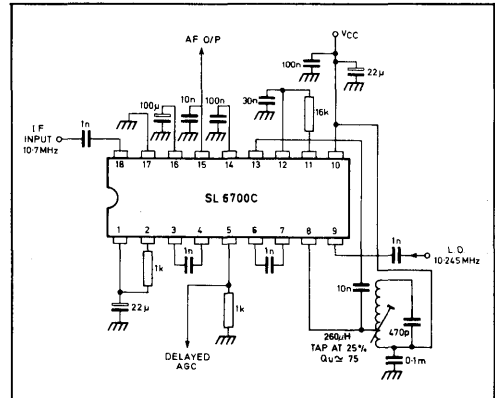 AF O/P
VCC
100n
22µ
30n
16k
100µ
10n
100n
1n
I F
INPUT
10·7MHz
18
17
16
15
14
13
12
11
10
SL 6700C
1
2
3
4
5
6
7
8
9
1n
L.O.
10·245MHz
1k
1n
1n
10n
22µ
1k
260µH
TAP AT 25%
Qu ≃ 75
470p
0·1m
DELAYED
AGC